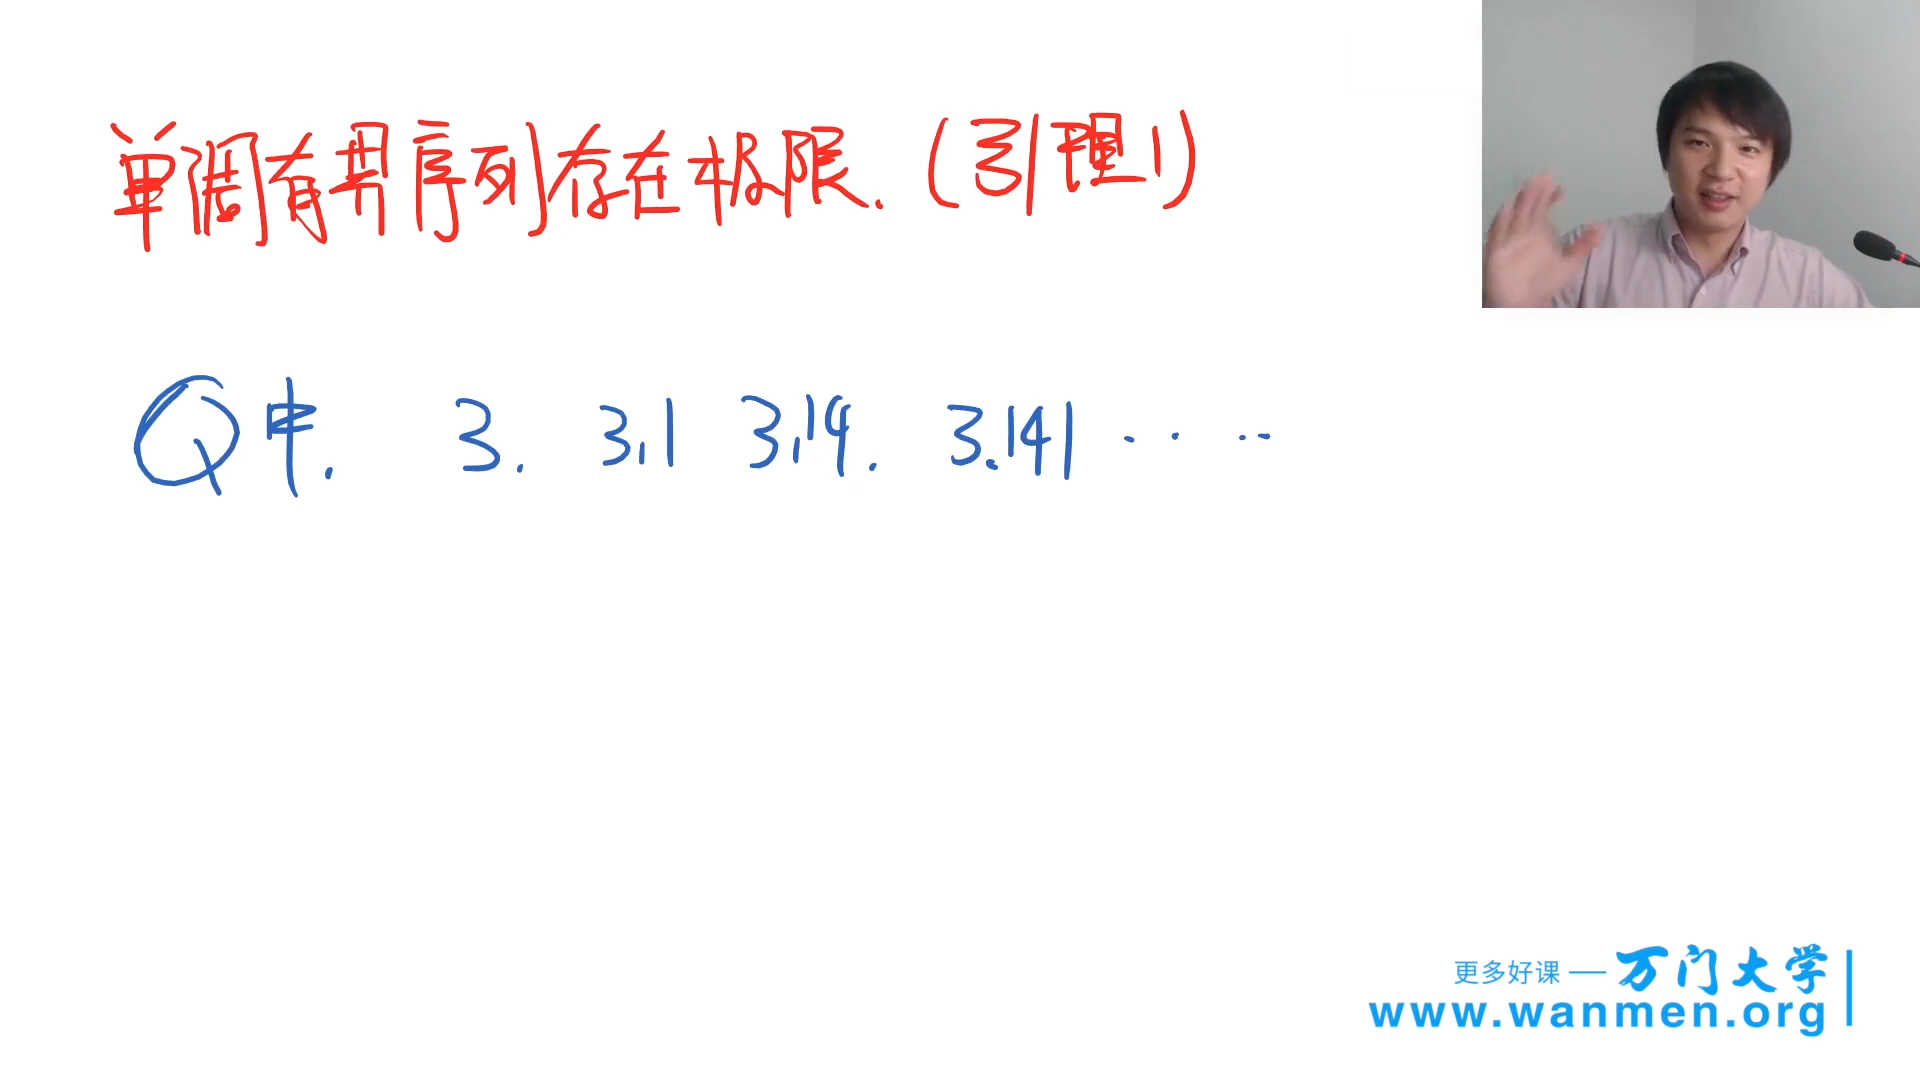 单调有界序列存在极限.(引理1)
Q中. 3. 3,1 3,14. 3.141 ·· ··
更多好课 — 万门大学
www.wanmen.org